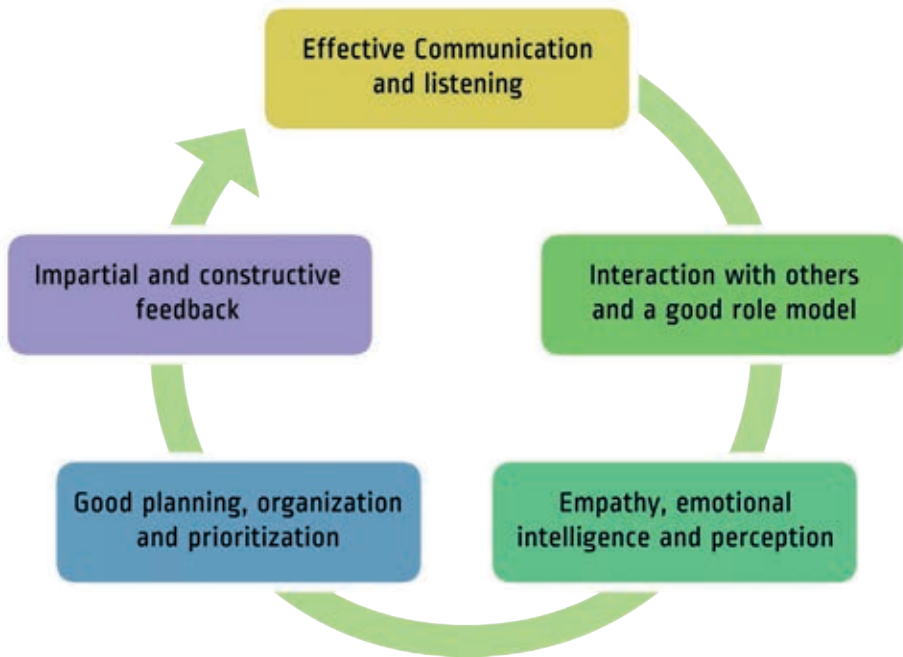 Effective Communication
and listening
Interaction with others
and a good role model
Empathy, emotional
intelligence and perception
Good planning, organization
and prioritization
Impartial and constructive
feedback